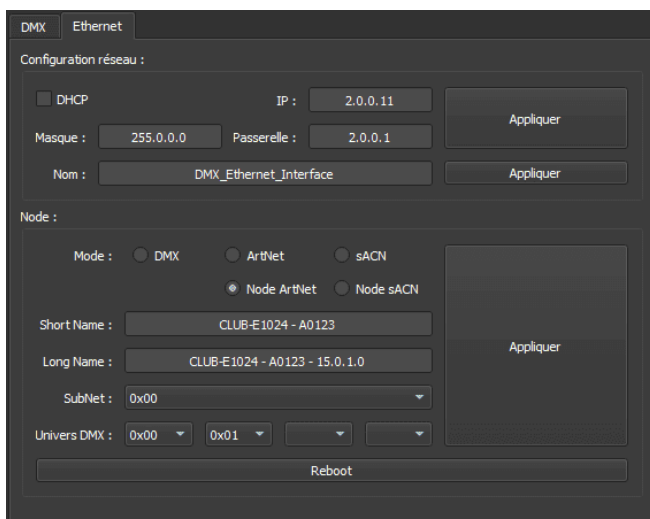 DMX Ethernet
Configuration réseau :
DHCP IP : 2.0.0.11 Appliquer
Masque : 255.0.0.0 Passerelle : 2.0.0.1
Nom : DMX_Ethernet_Interface Appliquer
Node :
Mode : DMX ArtNet sACN
Node ArtNet Node sACN
Short Name : CLUB-E1024 - A0123
Long Name : CLUB-E1024 - A0123 - 15.0.1.0 Appliquer
SubNet : 0x00
Univers DMX : 0x00 0x01
Reboot